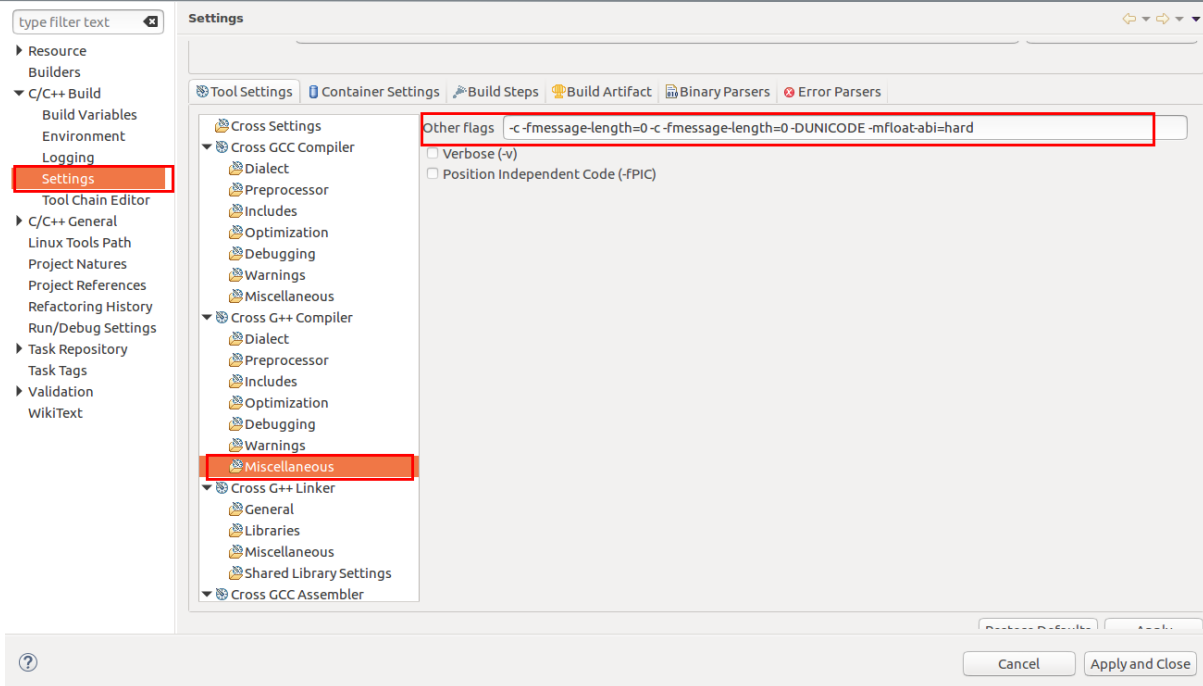 type filter text
Resource
Builders
C/C++ Build
Build Variables
Environment
Logging
Settings
Tool Chain Editor
C/C++ General
Linux Tools Path
Project Natures
Project References
Refactoring History
Run/Debug Settings
Task Repository
Task Tags
Validation
WikiText
Settings
Tool Settings Container Settings Build Steps Build Artifact Binary Parsers Error Parsers
Cross Settings
Cross GCC Compiler
Dialect
Preprocessor
Includes
Optimization
Debugging
Warnings
Miscellaneous
Cross G++ Compiler
Dialect
Preprocessor
Includes
Optimization
Debugging
Warnings
Miscellaneous
Cross G++ Linker
General
Libraries
Miscellaneous
Shared Library Settings
Cross GCC Assembler
Other flags -c -fmessage-length=0 -c -fmessage-length=0 -DUNICODE -mfloat-abi=hard
Verbose (-v)
Position Independent Code (-fPIC)
Restore Defaults Apply
Cancel Apply and Close